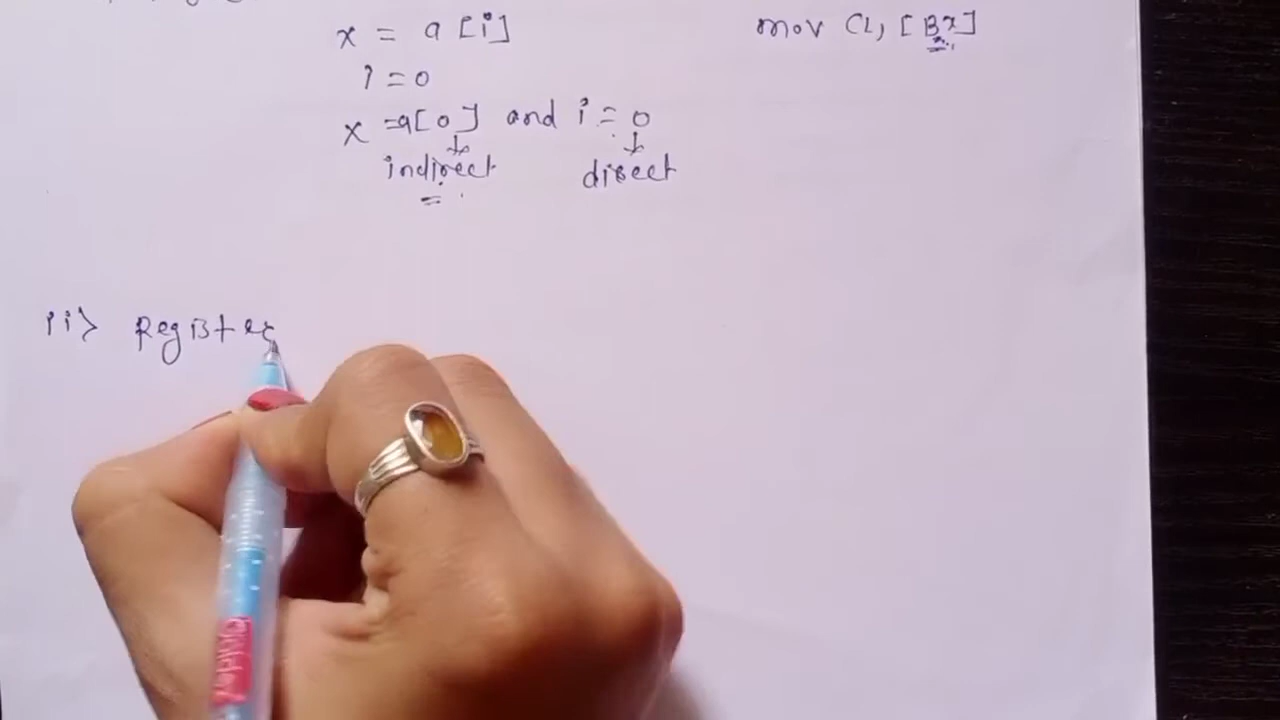 x = a [i]
mov CL, [Bx]
i = 0
x = a[0] and i = 0
indirect direct
ii> Register